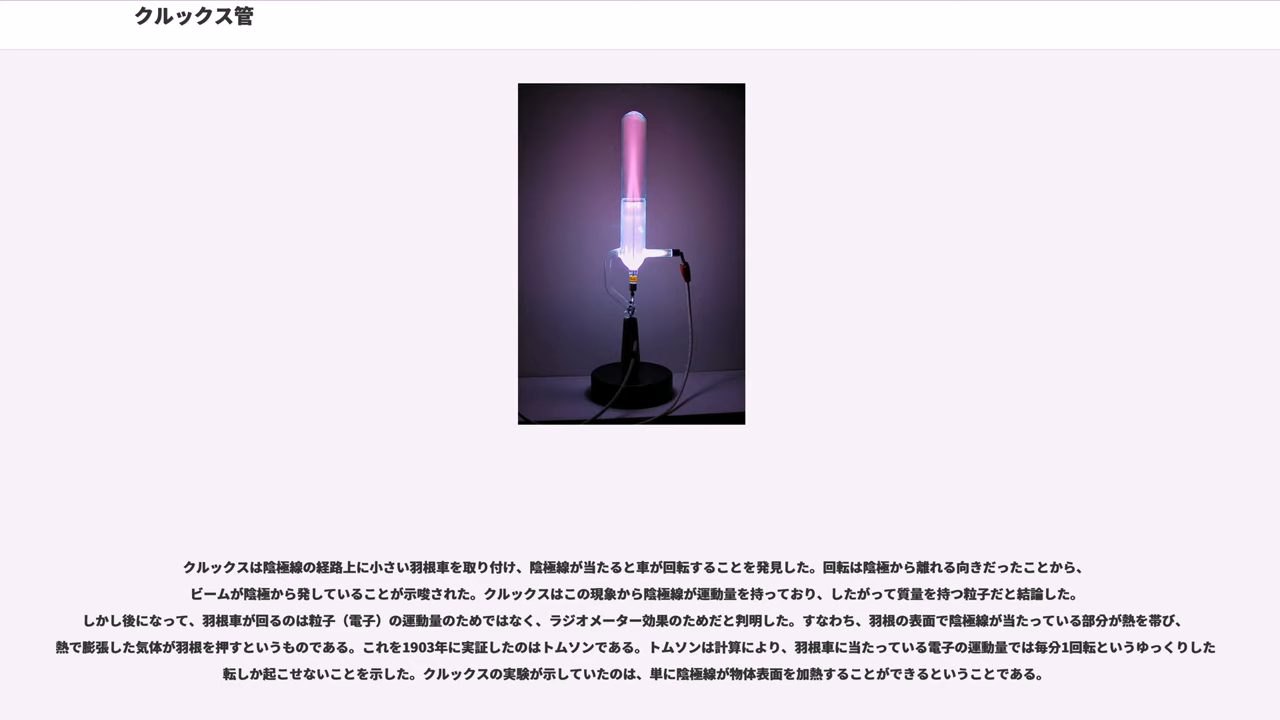 クルックス管
クルックスは陰極線の経路上に小さい羽根車を取り付け、陰極線が当たると車が回転することを発見した。回転は陰極から離れる向きだったことから、
ビームが陰極から発していることが示唆された。クルックスはこの現象から陰極線が運動量を持っており、したがって質量を持つ粒子だと結論した。
しかし後になって、羽根車が回るのは粒子（電子）の運動量のためではなく、ラジオメーター効果のためだと判明した。すなわち、羽根の表面で陰極線が当たっている部分が熱を帯び、
熱で膨張した気体が羽根を押すというものである。これを1903年に実証したのはトムソンである。トムソンは計算により、羽根車に当たっている電子の運動量では毎分1回転というゆっくりした
転しか起こせないことを示した。クルックスの実験が示していたのは、単に陰極線が物体表面を加熱することができるということである。